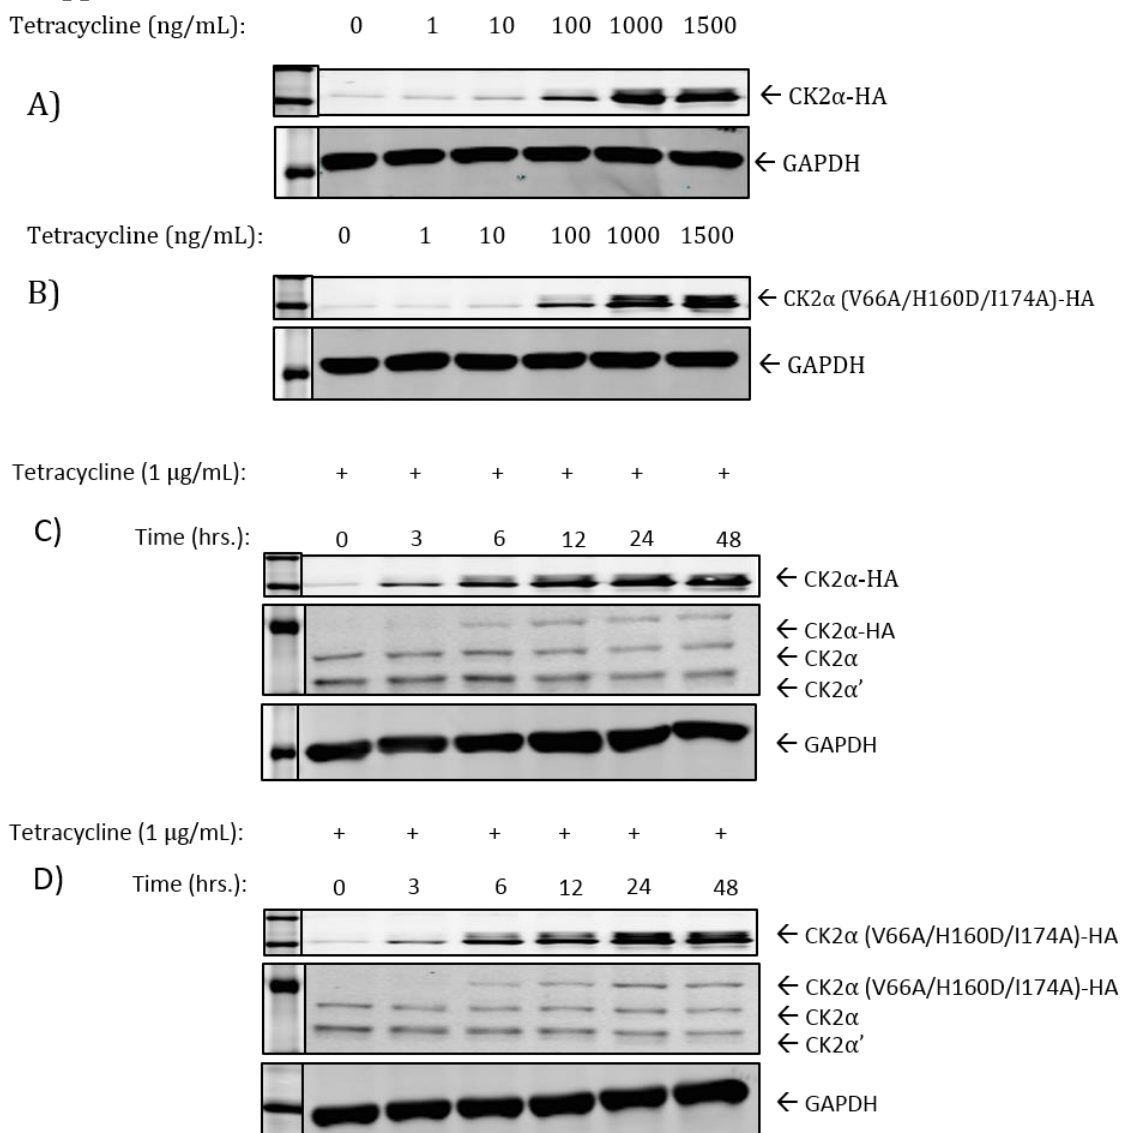 Tetracycline (ng/mL): 0 1 10 100 1000 1500
A)
← CK2α-HA
← GAPDH
Tetracycline (ng/mL): 0 1 10 100 1000 1500
B)
← CK2α (V66A/H160D/I174A)-HA
← GAPDH
Tetracycline (1 µg/mL): + + + + + +
C) Time (hrs.): 0 3 6 12 24 48
← CK2α-HA
← CK2α-HA
← CK2α
← CK2α’
← GAPDH
Tetracycline (1 µg/mL): + + + + + +
D) Time (hrs.): 0 3 6 12 24 48
← CK2α (V66A/H160D/I174A)-HA
← CK2α (V66A/H160D/I174A)-HA
← CK2α
← CK2α’
← GAPDH